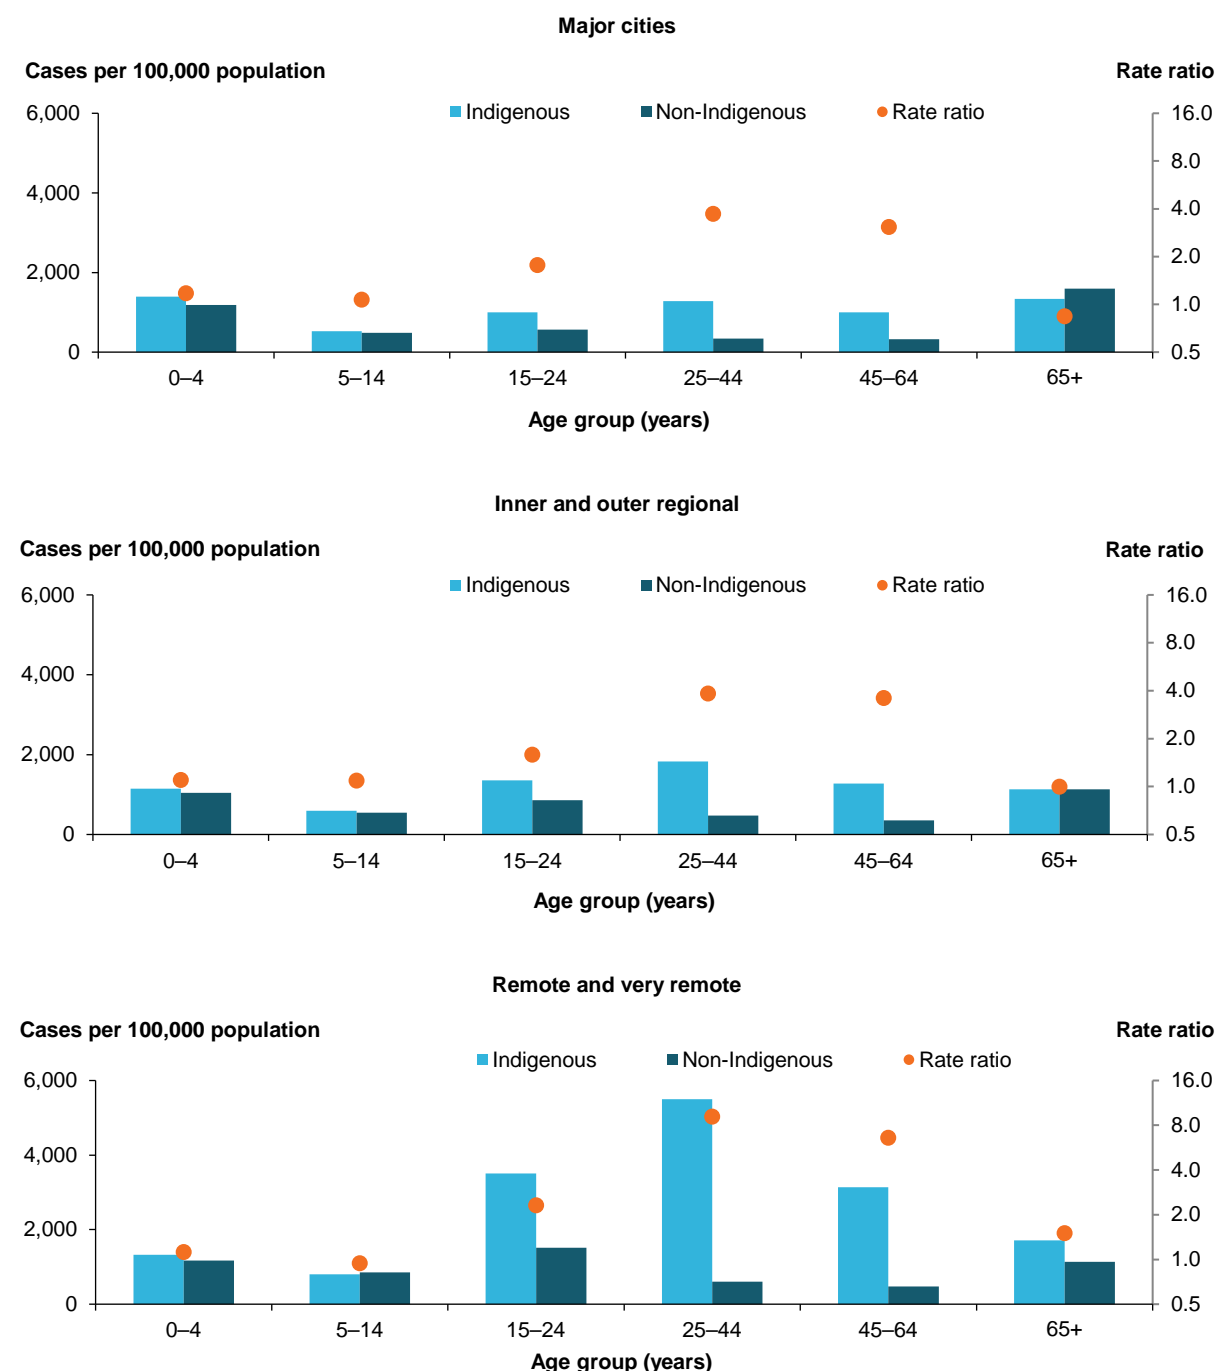 Major cities
Cases per 100,000 population Rate ratio
Indigenous Non-Indigenous Rate ratio
6,000 16.0
8.0
4,000 4.0
2.0
2,000 1.0
0 0.5
0–4 5–14 15–24 25–44 45–64 65+
Age group (years)
Inner and outer regional
Cases per 100,000 population Rate ratio
Indigenous Non-Indigenous Rate ratio
6,000 16.0
8.0
4,000 4.0
2.0
2,000 1.0
0 0.5
0–4 5–14 15–24 25–44 45–64 65+
Age group (years)
Remote and very remote
Cases per 100,000 population Rate ratio
Indigenous Non-Indigenous Rate ratio
6,000 16.0
8.0
4,000 4.0
2.0
2,000 1.0
0 0.5
0–4 5–14 15–24 25–44 45–64 65+
Age group (years)